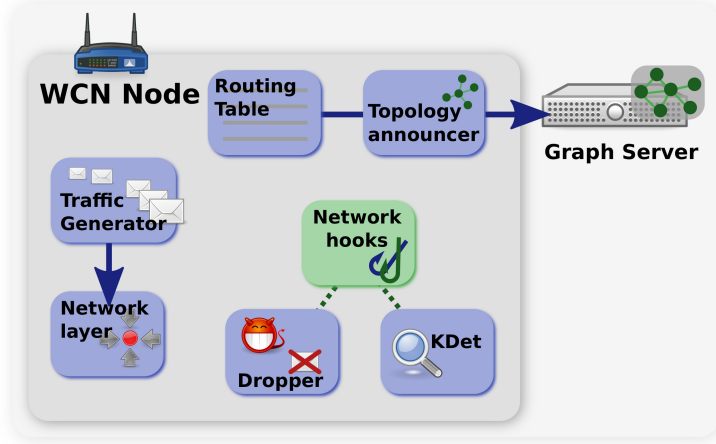 WCN Node
Routing
Table
Topology
announcer
Graph Server
Traffic
Generator
Network
hooks
Network
layer
Dropper
KDet